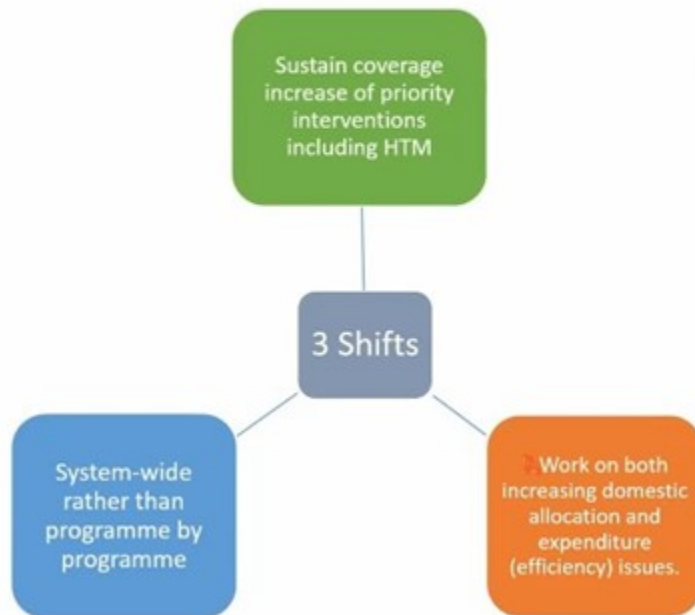 Sustain coverage
increase of priority
interventions
including HTM
3 Shifts
System-wide
rather than
programme by
programme
Work on both
increasing domestic
allocation and
expenditure
(efficiency) issues.